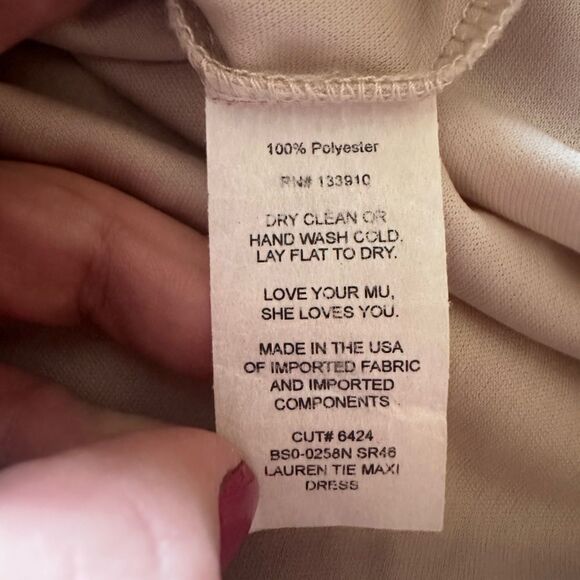 100% Polyester
RN# 133910
DRY CLEAN OR
HAND WASH COLD.
LAY FLAT TO DRY.
LOVE YOUR MU,
SHE LOVES YOU.
MADE IN THE USA
OF IMPORTED FABRIC
AND IMPORTED
COMPONENTS
CUT# 6424
BS0-0258N SR46
LAUREN TIE MAXI
DRESS